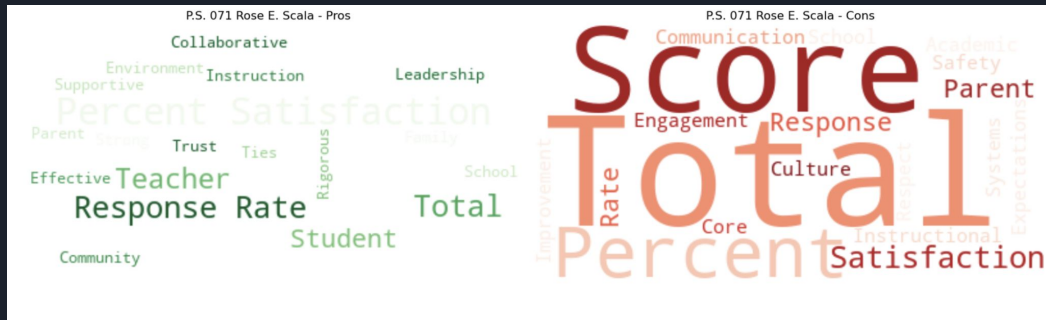 P.S. 071 Rose E. Scala - Pros
Collaborative
Environment
Instruction
Leadership
Supportive
Percent Satisfaction
Parent
Strong
Trust
Ties
Rigorous
Family
School
Effective
Teacher
Response Rate
Total
Student
Community
P.S. 071 Rose E. Scala - Cons
Communication
School
Score
Academic
Safety
Parent
Engagement
Response
Total
Culture
Improvement
Rate
Respect
Systems
Expectations
Core
Percent
Instructional
Satisfaction